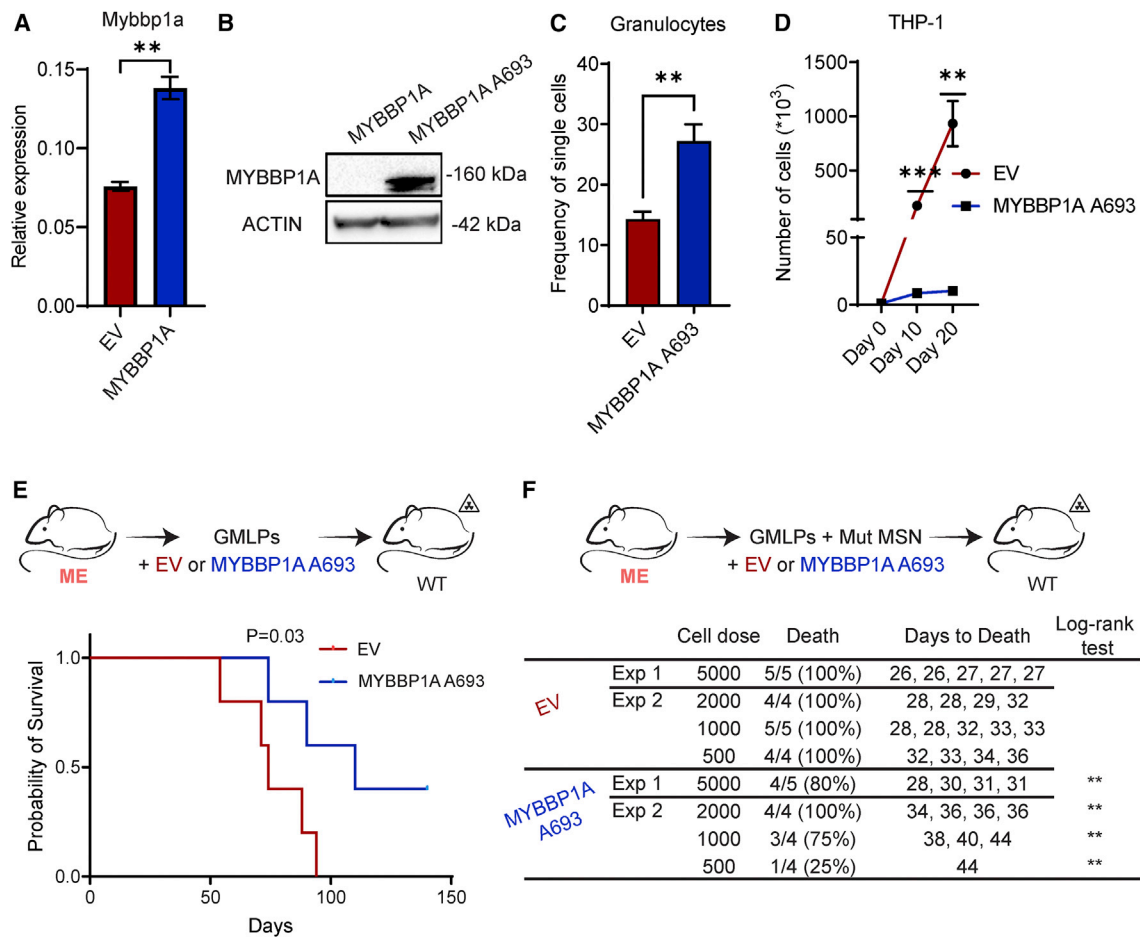 A
Mybbp1a
**
Relative expression
0.15
0.10
0.05
0.00
EV
MYBBP1A
B
MYBBP1A
MYBBP1A A693
MYBBP1A
-160 kDa
ACTIN
-42 kDa
C
Granulocytes
**
Frequency of single cells
40
30
20
10
0
EV
MYBBP1A A693
D
THP-1
Number of cells (*10^3)
1500
1000
500
50
0
***
**
EV
MYBBP1A A693
Day 0
Day 10
Day 20
E
ME
GMLPs
+ EV or MYBBP1A A693
WT
P=0.03
EV
MYBBP1A A693
Probability of Survival
1.0
0.5
0.0
0
50
100
150
Days
F
ME
GMLPs + Mut MSN
+ EV or MYBBP1A A693
WT
Cell dose Death Days to Death Log-rank test
EV
Exp 1 5000 5/5 (100%) 26, 26, 27, 27, 27
Exp 2 2000 4/4 (100%) 28, 28, 29, 32
1000 5/5 (100%) 28, 28, 32, 33, 33
500 4/4 (100%) 32, 33, 34, 36
MYBBP1A A693
Exp 1 5000 4/5 (80%) 28, 30, 31, 31 **
Exp 2 2000 4/4 (100%) 34, 36, 36, 36 **
1000 3/4 (75%) 38, 40, 44 **
500 1/4 (25%) 44 **